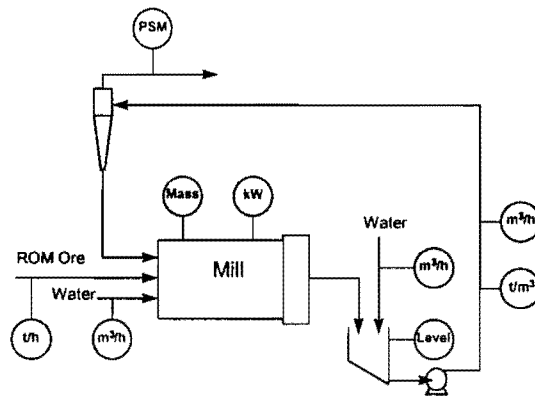 PSM
Mass
kW
Water
m³/h
ROM Ore
Mill
m³/h
Water
t/m³
t/h
m³/h
Level